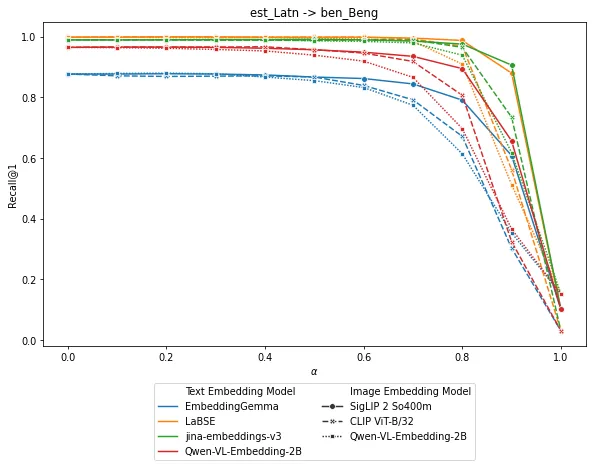 est_Latn -> ben_Beng
Recall@1
1.0
0.8
0.6
0.4
0.2
0.0
0.0 0.2 0.4 0.6 0.8 1.0
α
Text Embedding Model
EmbeddingGemma
LaBSE
jina-embeddings-v3
Qwen-VL-Embedding-2B
Image Embedding Model
SigLIP 2 So400m
CLIP ViT-B/32
Qwen-VL-Embedding-2B